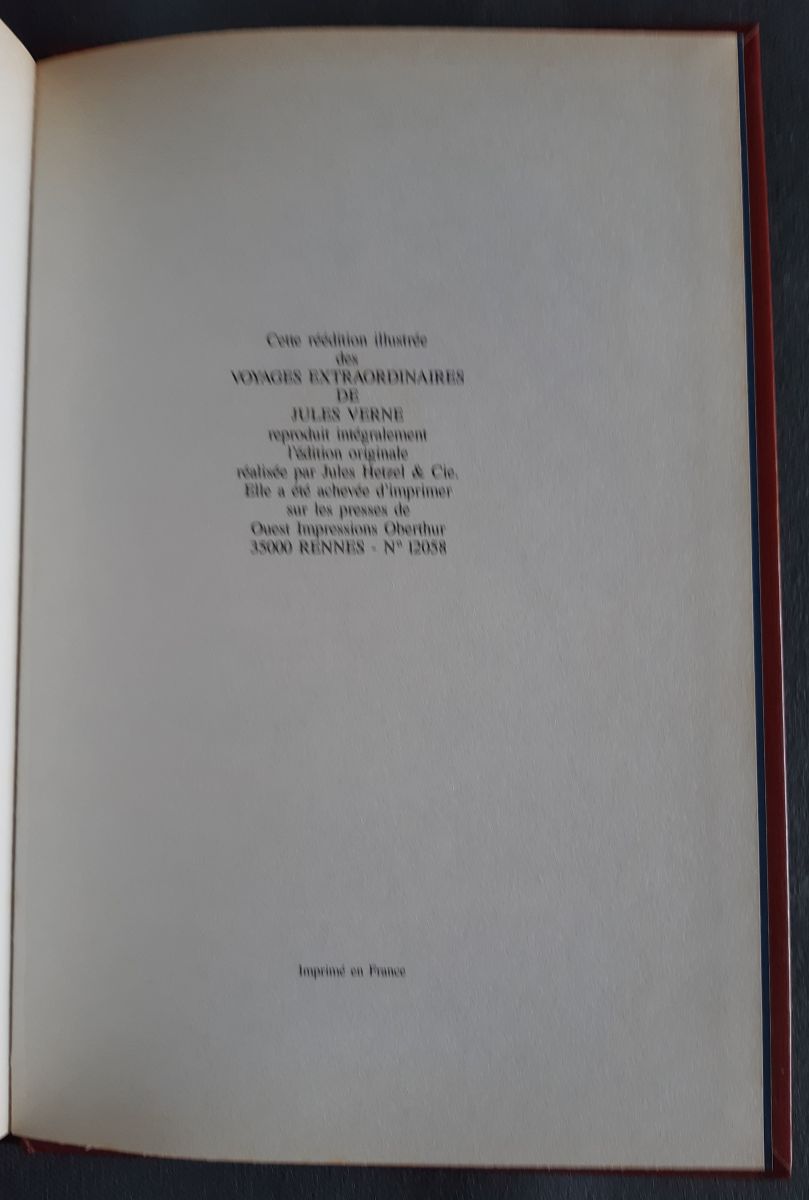 Cette réédition illustrée
des
VOYAGES EXTRAORDINAIRES
DE
JULES VERNE
reproduit intégralement
l'édition originale
réalisée par Jules Hetzel & Cie.
Elle a été achevée d'imprimer
sur les presses de
Ouest Impressions Oberthur
35000 RENNES - N° 12058
Imprimé en France